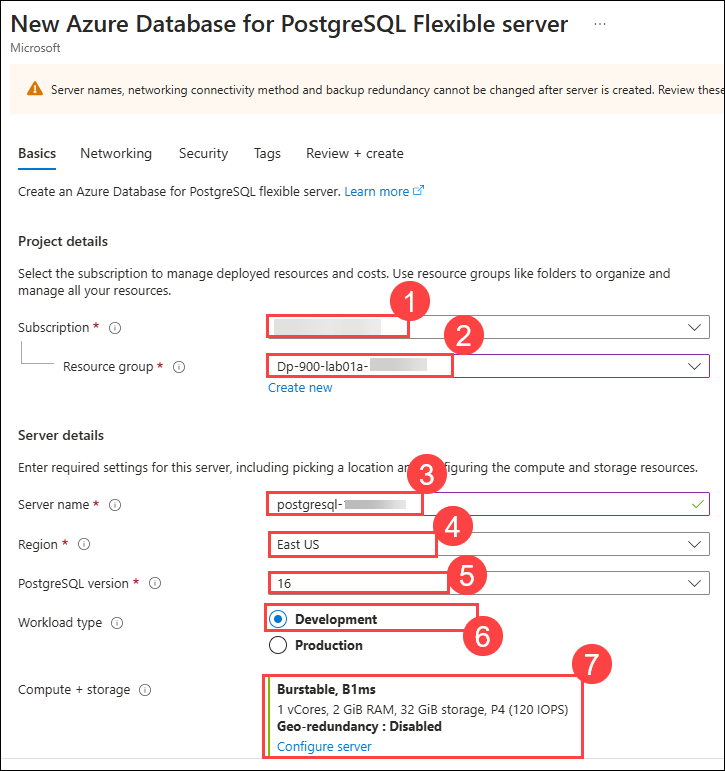 New Azure Database for PostgreSQL Flexible server ...
Microsoft
Server names, networking connectivity method and backup redundancy cannot be changed after server is created. Review these
Basics Networking Security Tags Review + create
Create an Azure Database for PostgreSQL flexible server. Learn more
Project details
Select the subscription to manage deployed resources and costs. Use resource groups like folders to organize and
manage all your resources.
1
Subscription *
2
Resource group * Dp-900-lab01a-
Create new
Server details
Enter required settings for this server, including picking a location an figuring the compute and storage resources.
3
Server name * postgresql-
4
Region * East US
5
PostgreSQL version * 16
Workload type Development
6
Production
7
Compute + storage Burstable, B1ms
1 vCores, 2 GiB RAM, 32 GiB storage, P4 (120 IOPS)
Geo-redundancy : Disabled
Configure server